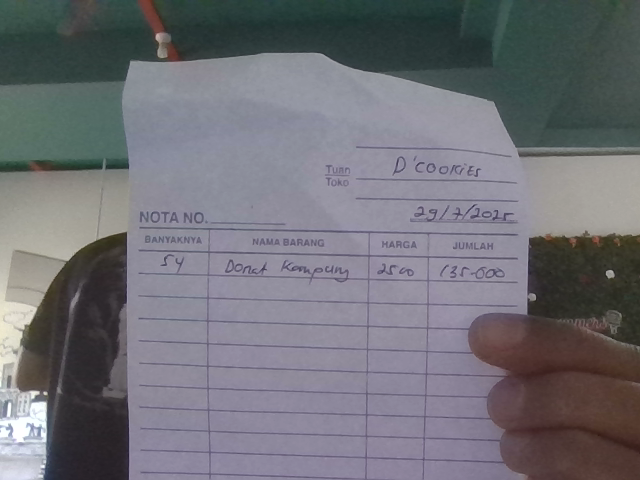 Tuan
Toko
D'COOKIES
NOTA NO.
29/7/2025
BANYAKNYA NAMA BARANG HARGA JUMLAH
54 Donat Kampung 2500 135-000